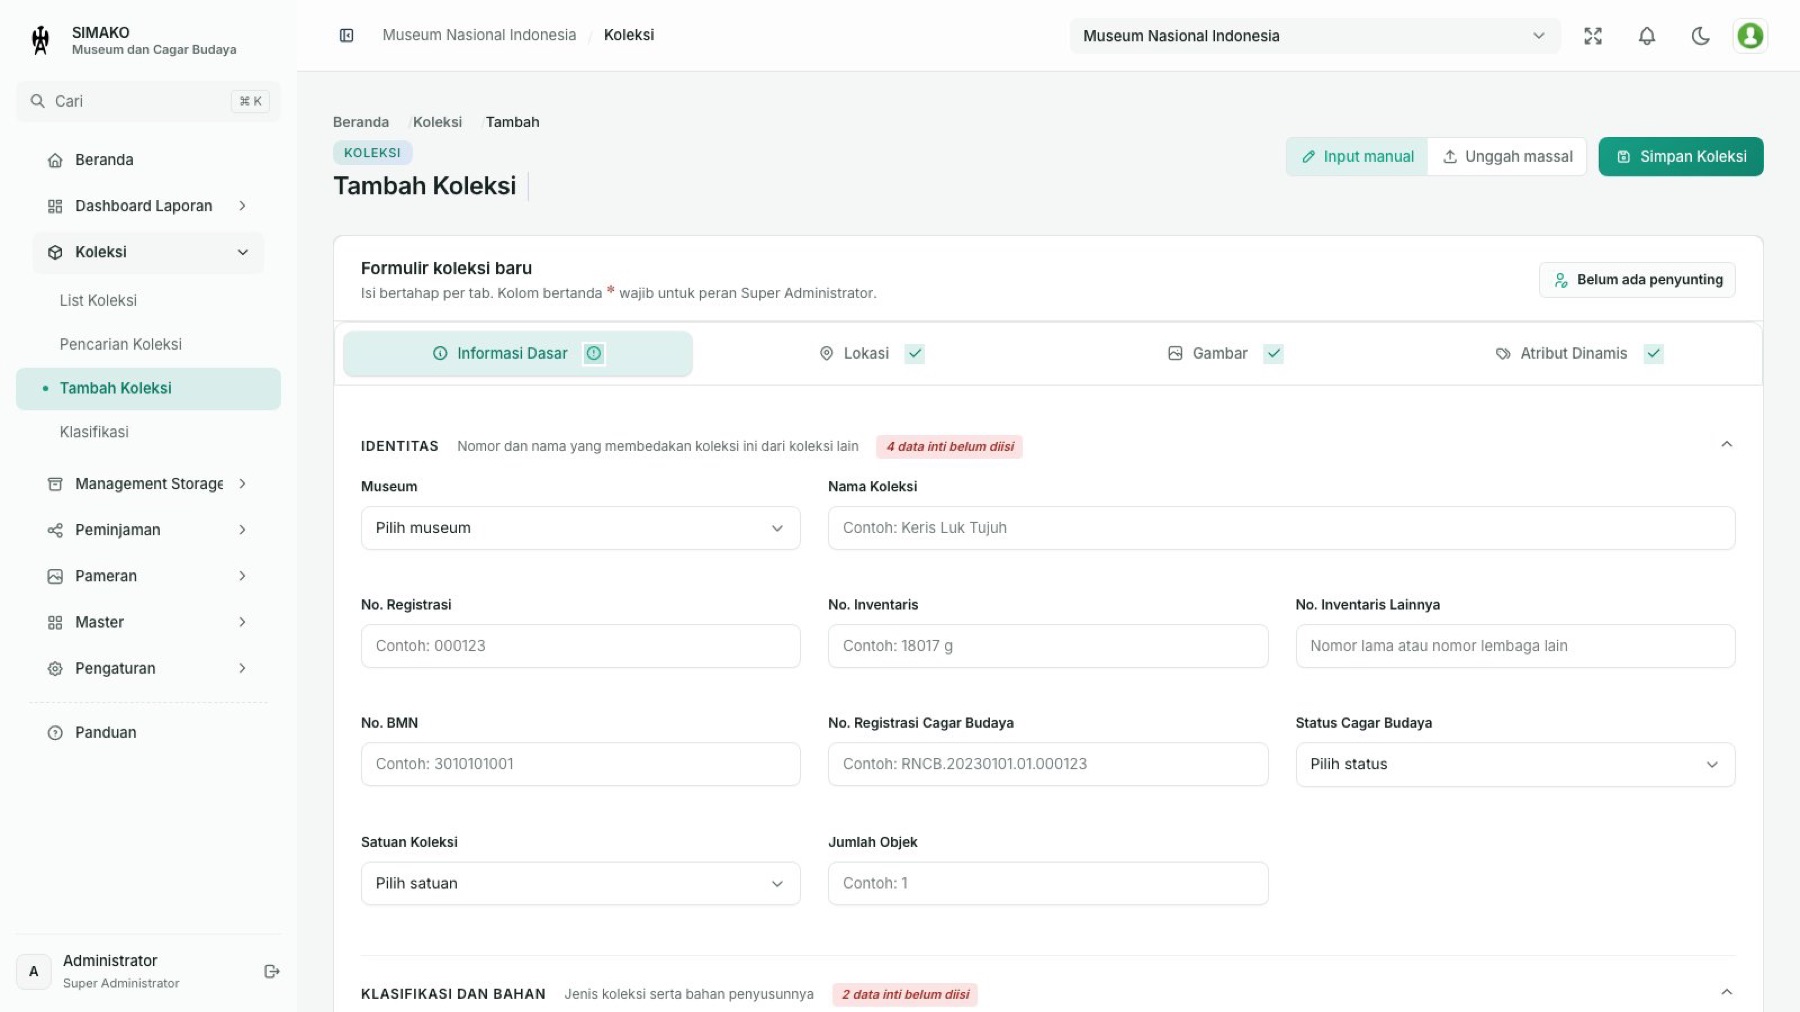 SIMAKO
Museum dan Cagar Budaya
Cari
⌘ K
Beranda
Dashboard Laporan
Koleksi
List Koleksi
Pencarian Koleksi
Tambah Koleksi
Klasifikasi
Management Storage
Peminjaman
Pameran
Master
Pengaturan
Panduan
A
Administrator
Super Administrator
Museum Nasional Indonesia / Koleksi
Museum Nasional Indonesia
Beranda / Koleksi / Tambah
KOLEKSI
Tambah Koleksi
Input manual
Unggah massal
Simpan Koleksi
Formulir koleksi baru
Isi bertahap per tab. Kolom bertanda * wajib untuk peran Super Administrator.
Belum ada penyunting
Informasi Dasar
Lokasi
Gambar
Atribut Dinamis
IDENTITAS Nomor dan nama yang membedakan koleksi ini dari koleksi lain 4 data inti belum diisi
Museum
Pilih museum
Nama Koleksi
Contoh: Keris Luk Tujuh
No. Registrasi
Contoh: 000123
No. Inventaris
Contoh: 18017 g
No. Inventaris Lainnya
Nomor lama atau nomor lembaga lain
No. BMN
Contoh: 3010101001
No. Registrasi Cagar Budaya
Contoh: RNCB.20230101.01.000123
Status Cagar Budaya
Pilih status
Satuan Koleksi
Pilih satuan
Jumlah Objek
Contoh: 1
KLASIFIKASI DAN BAHAN Jenis koleksi serta bahan penyusunnya 2 data inti belum diisi